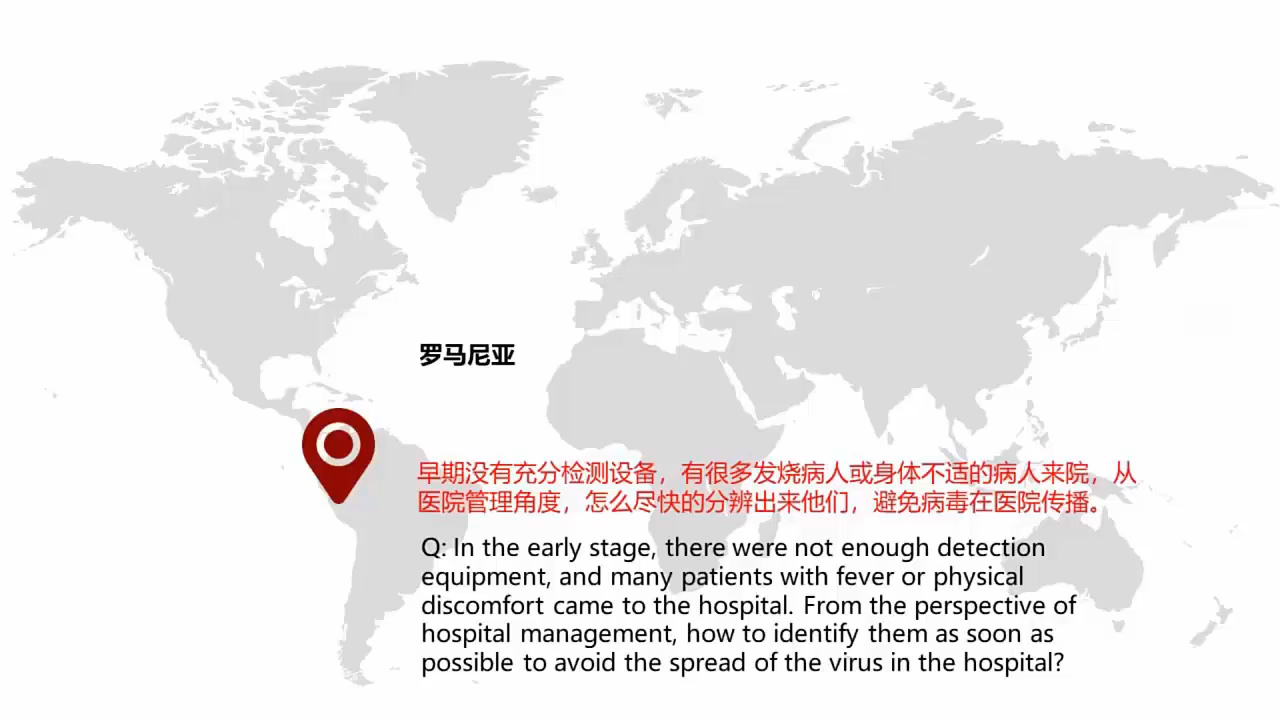 罗马尼亚
早期没有充分检测设备，有很多发烧病人或身体不适的病人来院，从
医院管理角度，怎么尽快的分辨出来他们，避免病毒在医院传播。
Q: In the early stage, there were not enough detection
equipment, and many patients with fever or physical
discomfort came to the hospital. From the perspective of
hospital management, how to identify them as soon as
possible to avoid the spread of the virus in the hospital?